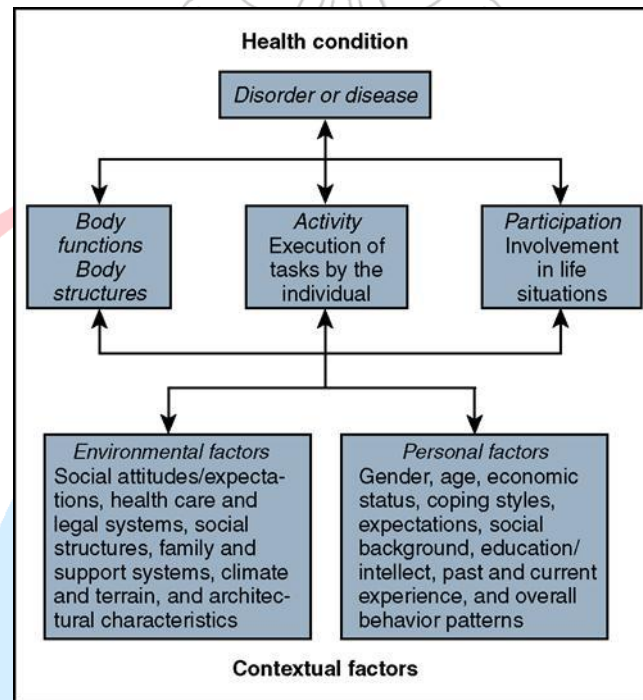 Health condition
Disorder or disease
Body
functions
Body
structures
Activity
Execution of
tasks by the
individual
Participation
Involvement
in life
situations
Environmental factors
Social attitudes/expecta-
tions, health care and
legal systems, social
structures, family and
support systems, climate
and terrain, and architec-
tural characteristics
Personal factors
Gender, age, economic
status, coping styles,
expectations, social
background, education/
intellect, past and current
experience, and overall
behavior patterns
Contextual factors